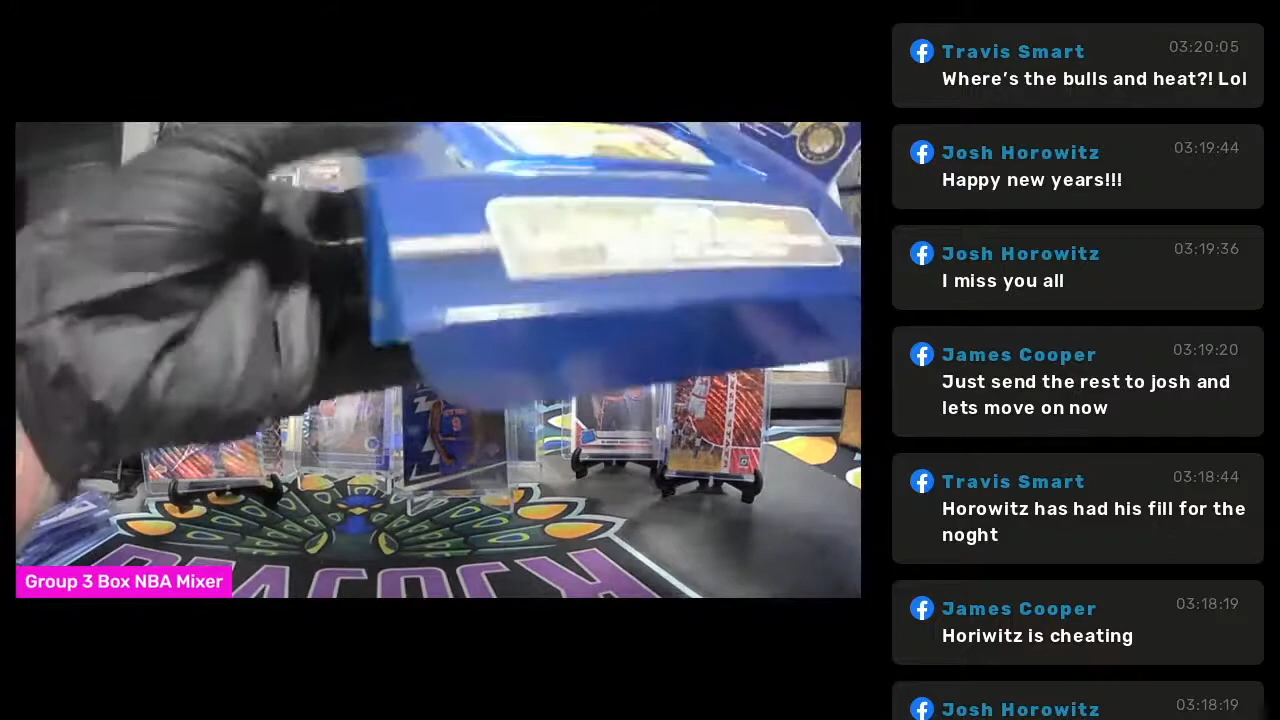 Travis Smart
03:20:05
Where's the bulls and heat?! Lol
Josh Horowitz
03:19:44
Happy new years!!!
Josh Horowitz
03:19:36
I miss you all
James Cooper
03:19:20
Just send the rest to josh and
lets move on now
Travis Smart
03:18:44
Horowitz has had his fill for the
noght
James Cooper
03:18:19
Horiwitz is cheating
Josh Horowitz
03:18:19
PEACOCK
Group 3 Box NBA Mixer